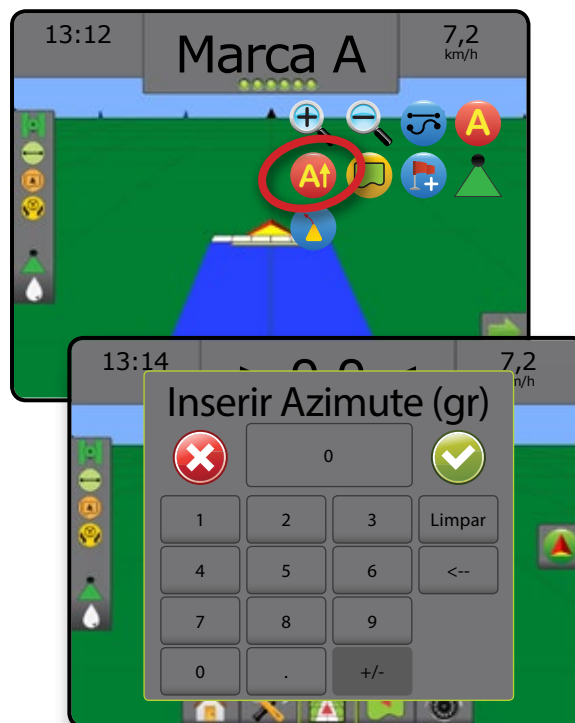 13:12
Marca A
7,2
km/h
A
A
13:14
7,2
Inserir Azimute (gr)
0
1 2 3 Limpar
4 5 6 <--
7 8 9
0 . +/-